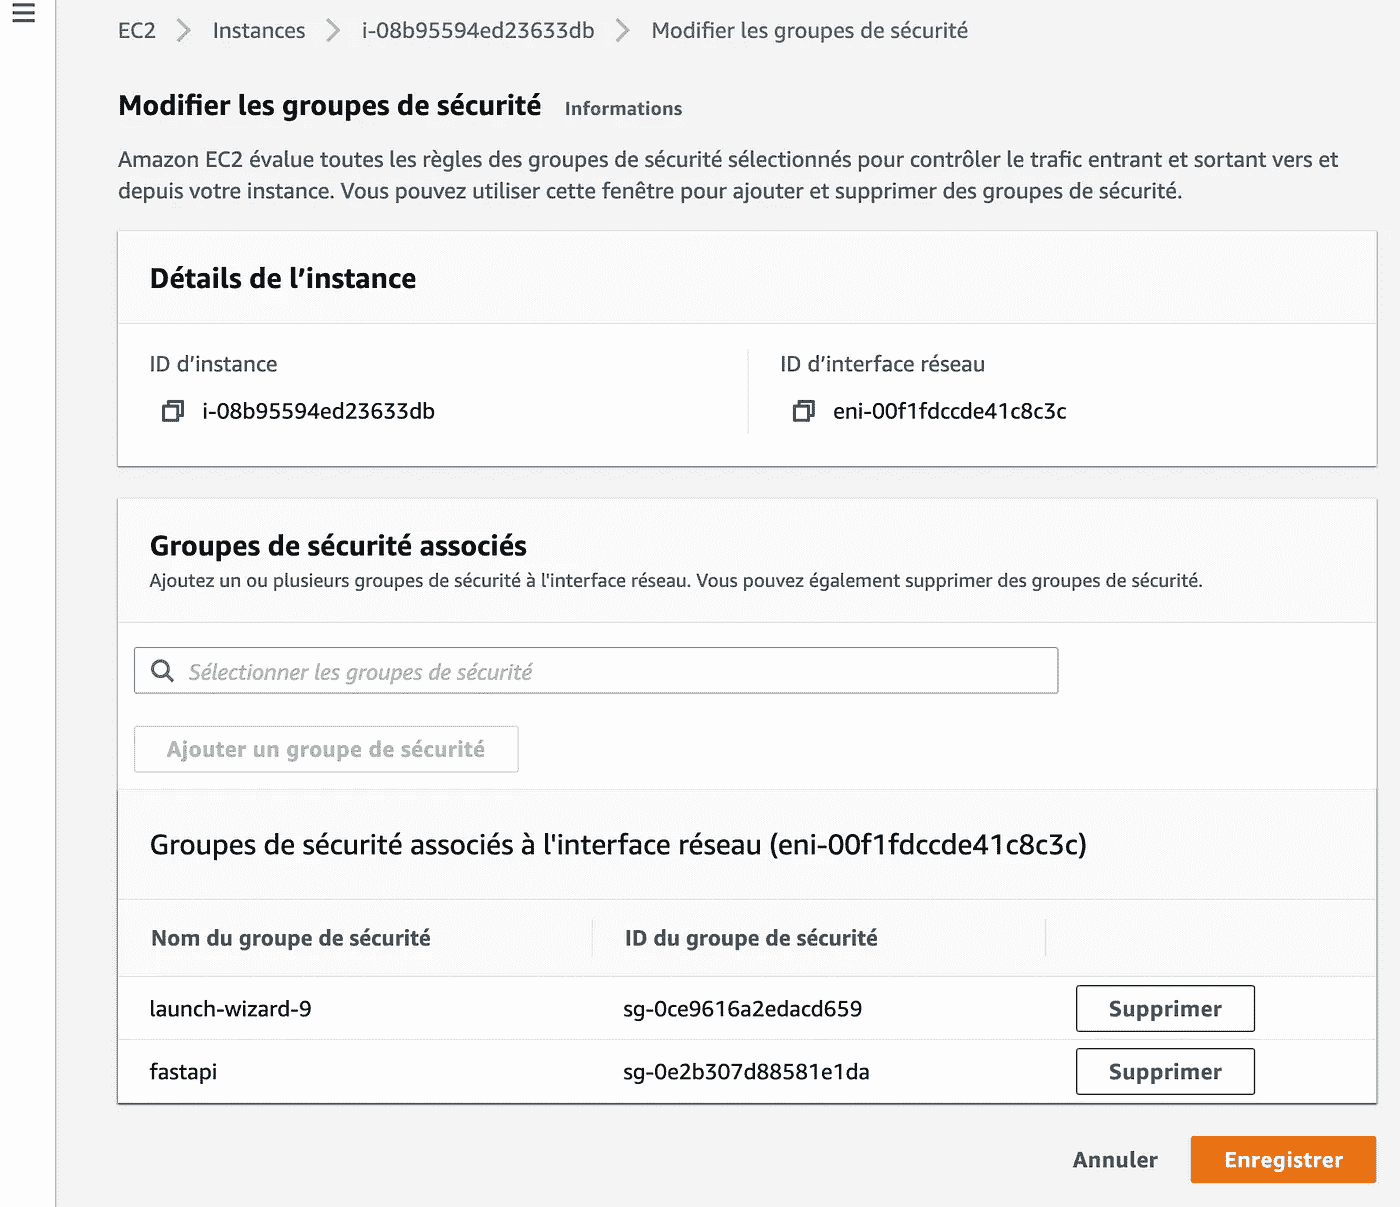 EC2 > Instances > i-08b95594ed23633db > Modifier les groupes de sécurité
Modifier les groupes de sécurité Informations
Amazon EC2 évalue toutes les règles des groupes de sécurité sélectionnés pour contrôler le trafic entrant et sortant vers et
depuis votre instance. Vous pouvez utiliser cette fenêtre pour ajouter et supprimer des groupes de sécurité.
Détails de l’instance
ID d’instance ID d’interface réseau
i-08b95594ed23633db eni-00f1fdccde41c8c3c
Groupes de sécurité associés
Ajoutez un ou plusieurs groupes de sécurité à l'interface réseau. Vous pouvez également supprimer des groupes de sécurité.
Sélectionner les groupes de sécurité
Ajouter un groupe de sécurité
Groupes de sécurité associés à l'interface réseau (eni-00f1fdccde41c8c3c)
Nom du groupe de sécurité ID du groupe de sécurité
launch-wizard-9 sg-0ce9616a2edacd659 Supprimer
fastapi sg-0e2b307d88581e1da Supprimer
Annuler Enregistrer